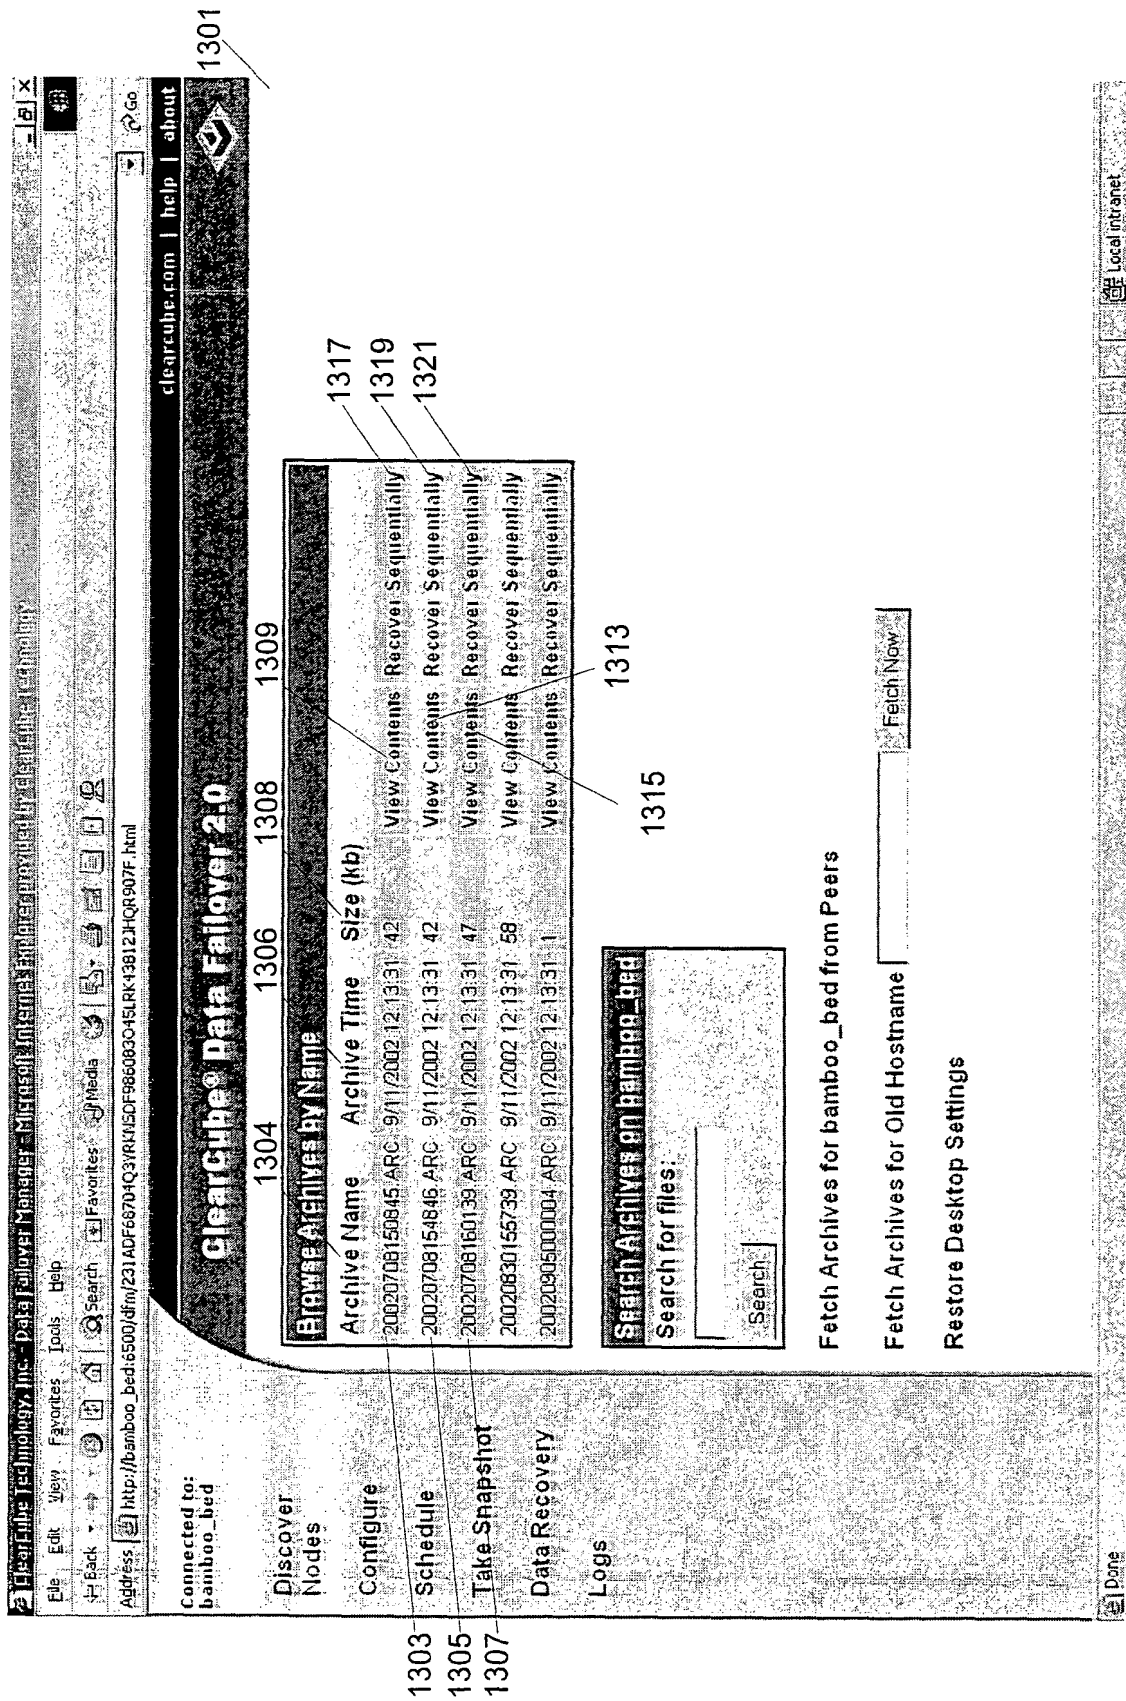 1301
ClearCube Technology, Inc. - Data Failover Manager - Microsoft Internet Explorer provided by ClearCube Technology
File Edit View Favorites Tools Help
Back Search Favorites Media
Address http://bamboo_bed:6500/dfm/
.html Go
clearcube.com | help | about
ClearCube® Data Failover 2.0
Connected to:
bamboo_bed
Discover
Nodes
Configure
Schedule
Take Snapshot
Data Recovery
Logs
1304 1306 1308 1309
Browse Archives by Name
Archive Name Archive Time Size (kb)
20020708150845 ARC 9/11/2002 12:13:31 42 View Contents Recover Sequentially
20020708154846 ARC 9/11/2002 12:13:31 42 View Contents Recover Sequentially
20020708160139 ARC 9/11/2002 12:13:31 47 View Contents Recover Sequentially
20020830155739 ARC 9/11/2002 12:13:31 58 View Contents Recover Sequentially
20020905000004 ARC 9/11/2002 12:13:31 1 View Contents Recover Sequentially
1317
1319
1321
1303
1305
1307
1313
1315
Search Archives on bamboo_bed
Search for files:
Search
Fetch Archives for bamboo_bed from Peers
Fetch Archives for Old Hostname Fetch Now
Restore Desktop Settings
Done Local intranet